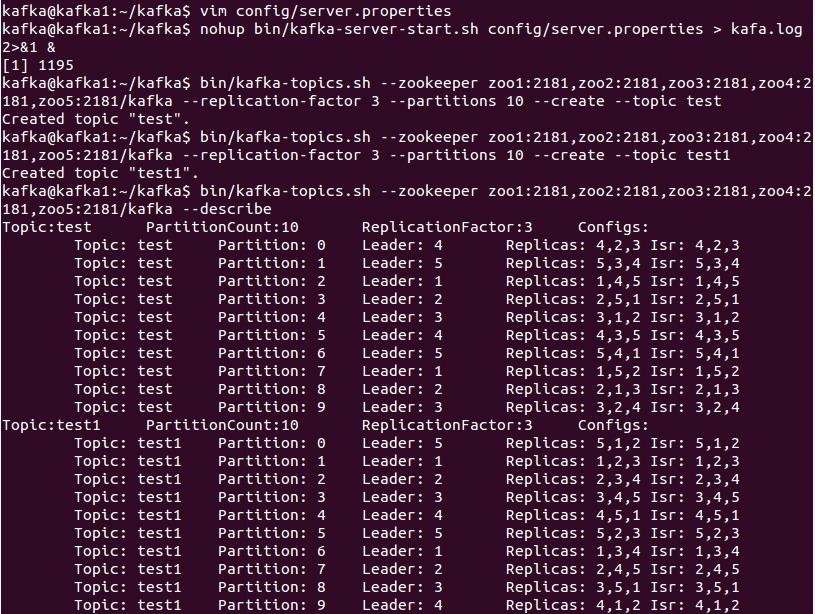 kafka@kafka1:~/kafka$ vim config/server.properties
kafka@kafka1:~/kafka$ nohup bin/kafka-server-start.sh config/server.properties > kafa.log
2>&1 &
[1] 1195
kafka@kafka1:~/kafka$ bin/kafka-topics.sh --zookeeper zoo1:2181,zoo2:2181,zoo3:2181,zoo4:2
181,zoo5:2181/kafka --replication-factor 3 --partitions 10 --create --topic test
Created topic "test".
kafka@kafka1:~/kafka$ bin/kafka-topics.sh --zookeeper zoo1:2181,zoo2:2181,zoo3:2181,zoo4:2
181,zoo5:2181/kafka --replication-factor 3 --partitions 10 --create --topic test1
Created topic "test1".
kafka@kafka1:~/kafka$ bin/kafka-topics.sh --zookeeper zoo1:2181,zoo2:2181,zoo3:2181,zoo4:2
181,zoo5:2181/kafka --describe
Topic:test PartitionCount:10 ReplicationFactor:3 Configs:
Topic: test Partition: 0 Leader: 4 Replicas: 4,2,3 Isr: 4,2,3
Topic: test Partition: 1 Leader: 5 Replicas: 5,3,4 Isr: 5,3,4
Topic: test Partition: 2 Leader: 1 Replicas: 1,4,5 Isr: 1,4,5
Topic: test Partition: 3 Leader: 2 Replicas: 2,5,1 Isr: 2,5,1
Topic: test Partition: 4 Leader: 3 Replicas: 3,1,2 Isr: 3,1,2
Topic: test Partition: 5 Leader: 4 Replicas: 4,3,5 Isr: 4,3,5
Topic: test Partition: 6 Leader: 5 Replicas: 5,4,1 Isr: 5,4,1
Topic: test Partition: 7 Leader: 1 Replicas: 1,5,2 Isr: 1,5,2
Topic: test Partition: 8 Leader: 2 Replicas: 2,1,3 Isr: 2,1,3
Topic: test Partition: 9 Leader: 3 Replicas: 3,2,4 Isr: 3,2,4
Topic:test1 PartitionCount:10 ReplicationFactor:3 Configs:
Topic: test1 Partition: 0 Leader: 5 Replicas: 5,1,2 Isr: 5,1,2
Topic: test1 Partition: 1 Leader: 1 Replicas: 1,2,3 Isr: 1,2,3
Topic: test1 Partition: 2 Leader: 2 Replicas: 2,3,4 Isr: 2,3,4
Topic: test1 Partition: 3 Leader: 3 Replicas: 3,4,5 Isr: 3,4,5
Topic: test1 Partition: 4 Leader: 4 Replicas: 4,5,1 Isr: 4,5,1
Topic: test1 Partition: 5 Leader: 5 Replicas: 5,2,3 Isr: 5,2,3
Topic: test1 Partition: 6 Leader: 1 Replicas: 1,3,4 Isr: 1,3,4
Topic: test1 Partition: 7 Leader: 2 Replicas: 2,4,5 Isr: 2,4,5
Topic: test1 Partition: 8 Leader: 3 Replicas: 3,5,1 Isr: 3,5,1
Topic: test1 Partition: 9 Leader: 4 Replicas: 4,1,2 Isr: 4,1,2